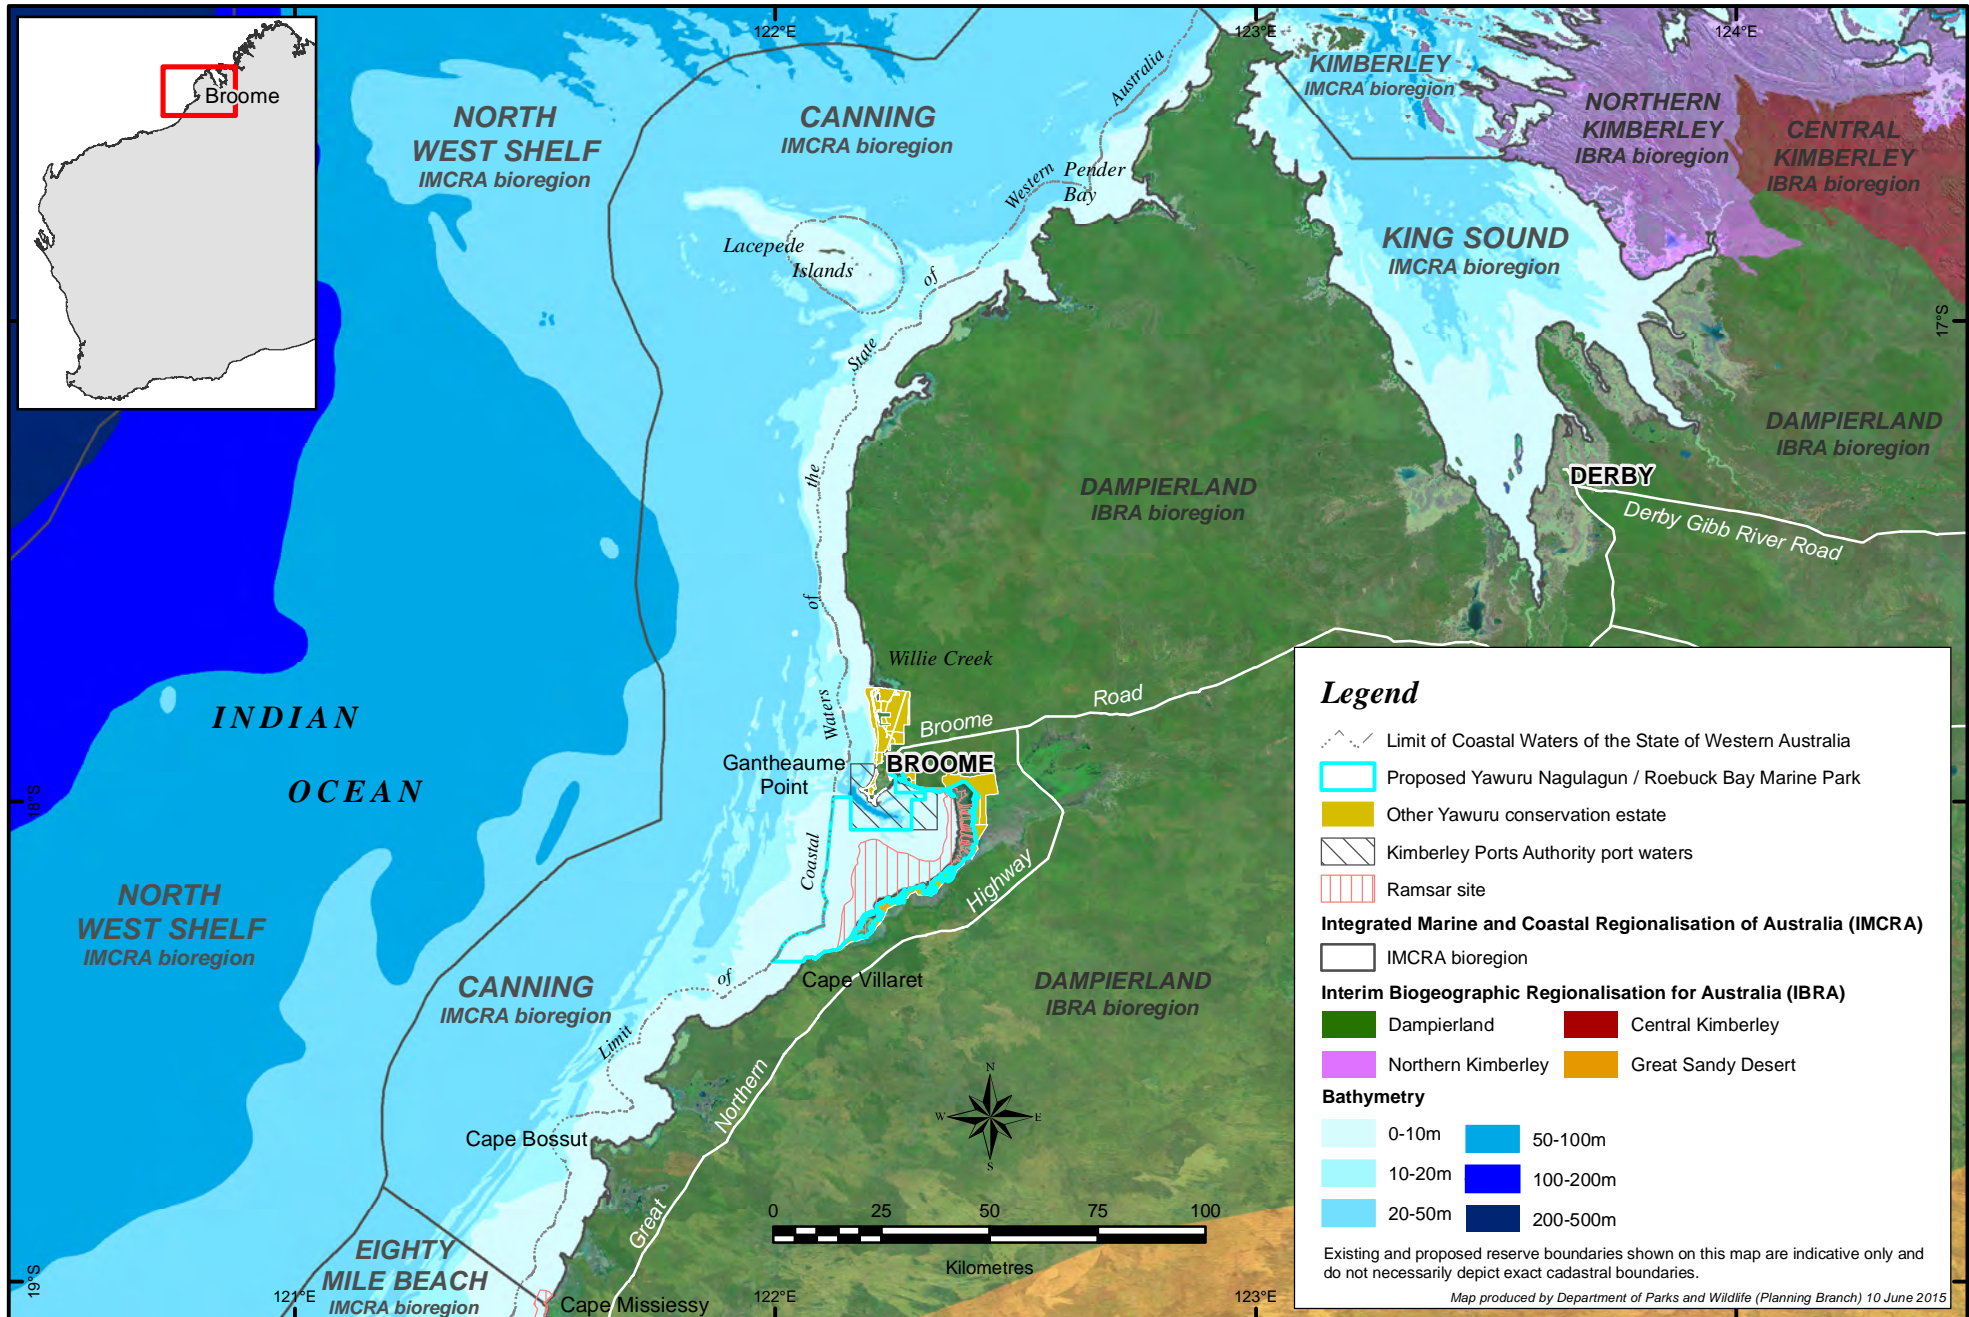 122°E
123°E
124°E
Broome
NORTH
WEST SHELF
IMCRA bioregion
CANNING
IMCRA bioregion
Australia
Western
Pender
Bay
KIMBERLEY
IMCRA bioregion
NORTHERN
KIMBERLEY
IBRA bioregion
CENTRAL
KIMBERLEY
IBRA bioregion
Lacepede
Islands
of
KING SOUND
IMCRA bioregion
17°S
State
the
DAMPIERLAND
IBRA bioregion
DAMPIERLAND
IBRA bioregion
DERBY
Derby Gibb River Road
of
Willie Creek
Waters
INDIAN
OCEAN
Broome
Road
Gantheaume
Point
BROOME
18°S
Coastal
Highway
NORTH
WEST SHELF
IMCRA bioregion
CANNING
IMCRA bioregion
of
Limit
Cape Villaret
DAMPIERLAND
IBRA bioregion
Northern
Great
Cape Bossut
N
W
E
S
0 25 50 75 100
Kilometres
EIGHTY
MILE BEACH
IMCRA bioregion
Cape Missiessy
19°S
121°E
122°E
123°E
Legend
Limit of Coastal Waters of the State of Western Australia
Proposed Yawuru Nagulagun / Roebuck Bay Marine Park
Other Yawuru conservation estate
Kimberley Ports Authority port waters
Ramsar site
Integrated Marine and Coastal Regionalisation of Australia (IMCRA)
IMCRA bioregion
Interim Biogeographic Regionalisation for Australia (IBRA)
Dampierland
Central Kimberley
Northern Kimberley
Great Sandy Desert
Bathymetry
0-10m
50-100m
10-20m
100-200m
20-50m
200-500m
Existing and proposed reserve boundaries shown on this map are indicative only and
do not necessarily depict exact cadastral boundaries.
Map produced by Department of Parks and Wildlife (Planning Branch) 10 June 2015